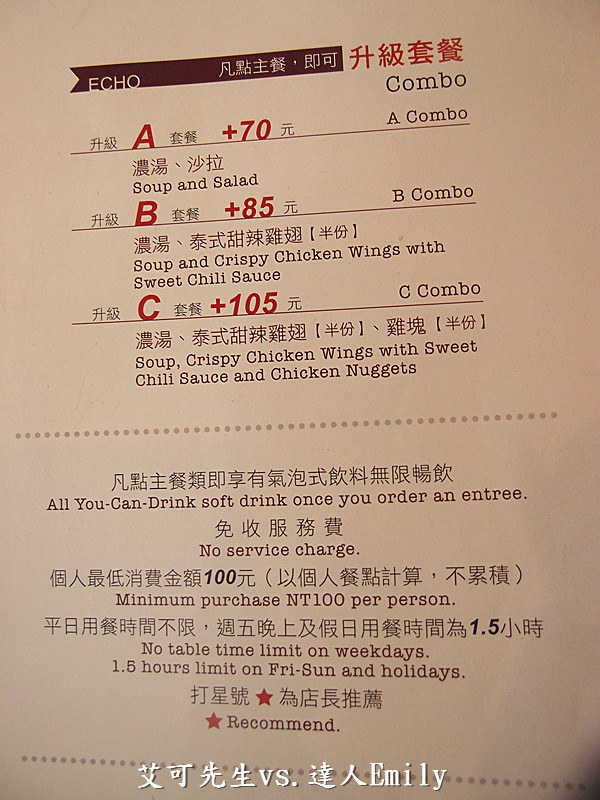 ECHO 凡點主餐，即可 升級套餐
Combo
升級 A 套餐 +70 元 A Combo
濃湯、沙拉
Soup and Salad
升級 B 套餐 +85 元 B Combo
濃湯、泰式甜辣雞翅【半份】
Soup and Crispy Chicken Wings with
Sweet Chili Sauce
升級 C 套餐 +105 元 C Combo
濃湯、泰式甜辣雞翅【半份】、雞塊【半份】
Soup, Crispy Chicken Wings with Sweet
Chili Sauce and Chicken Nuggets
凡點主餐類即享有氣泡式飲料無限暢飲
All You-Can-Drink soft drink once you order an entree.
免收服務費
No service charge.
個人最低消費金額100元（以個人餐點計算，不累積）
Minimum purchase NT100 per person.
平日用餐時間不限，週五晚上及假日用餐時間為1.5小時
No table time limit on weekdays.
1.5 hours limit on Fri-Sun and holidays.
打星號★為店長推薦
★Recommend.
艾可先生vs.達人Emily